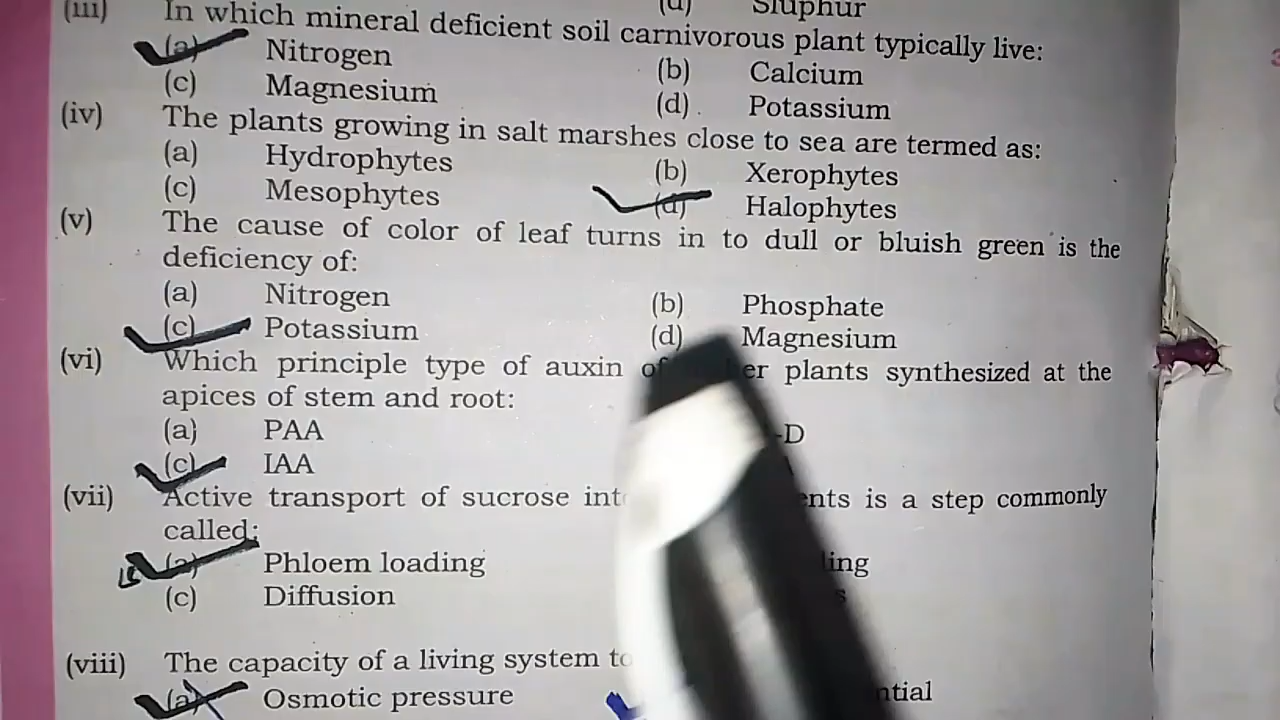 (d) Sluphur
(iii) In which mineral deficient soil carnivorous plant typically live:
(a) Nitrogen (b) Calcium
(c) Magnesium (d) Potassium
(iv) The plants growing in salt marshes close to sea are termed as:
(a) Hydrophytes (b) Xerophytes
(c) Mesophytes (d) Halophytes
(v) The cause of color of leaf turns in to dull or bluish green is the
deficiency of:
(a) Nitrogen (b) Phosphate
(c) Potassium (d) Magnesium
(vi) Which principle type of auxin plants synthesized at the
apices of stem and root:
(a) PAA -D
(c) IAA
(vii) Active transport of sucrose is a step commonly
called:
(a) Phloem loading
(c) Diffusion
(viii) The capacity of a living system to
(a) Osmotic pressure